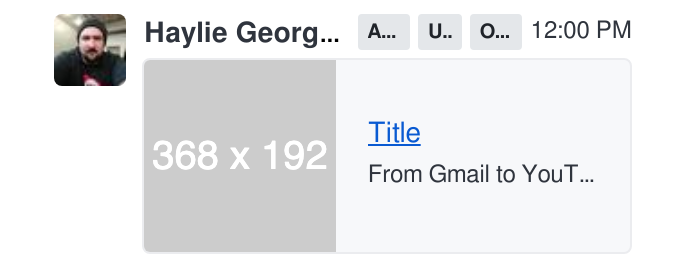 Haylie Georg... A... U.. O... 12:00 PM
368 x 192
Title
From Gmail to YouT...